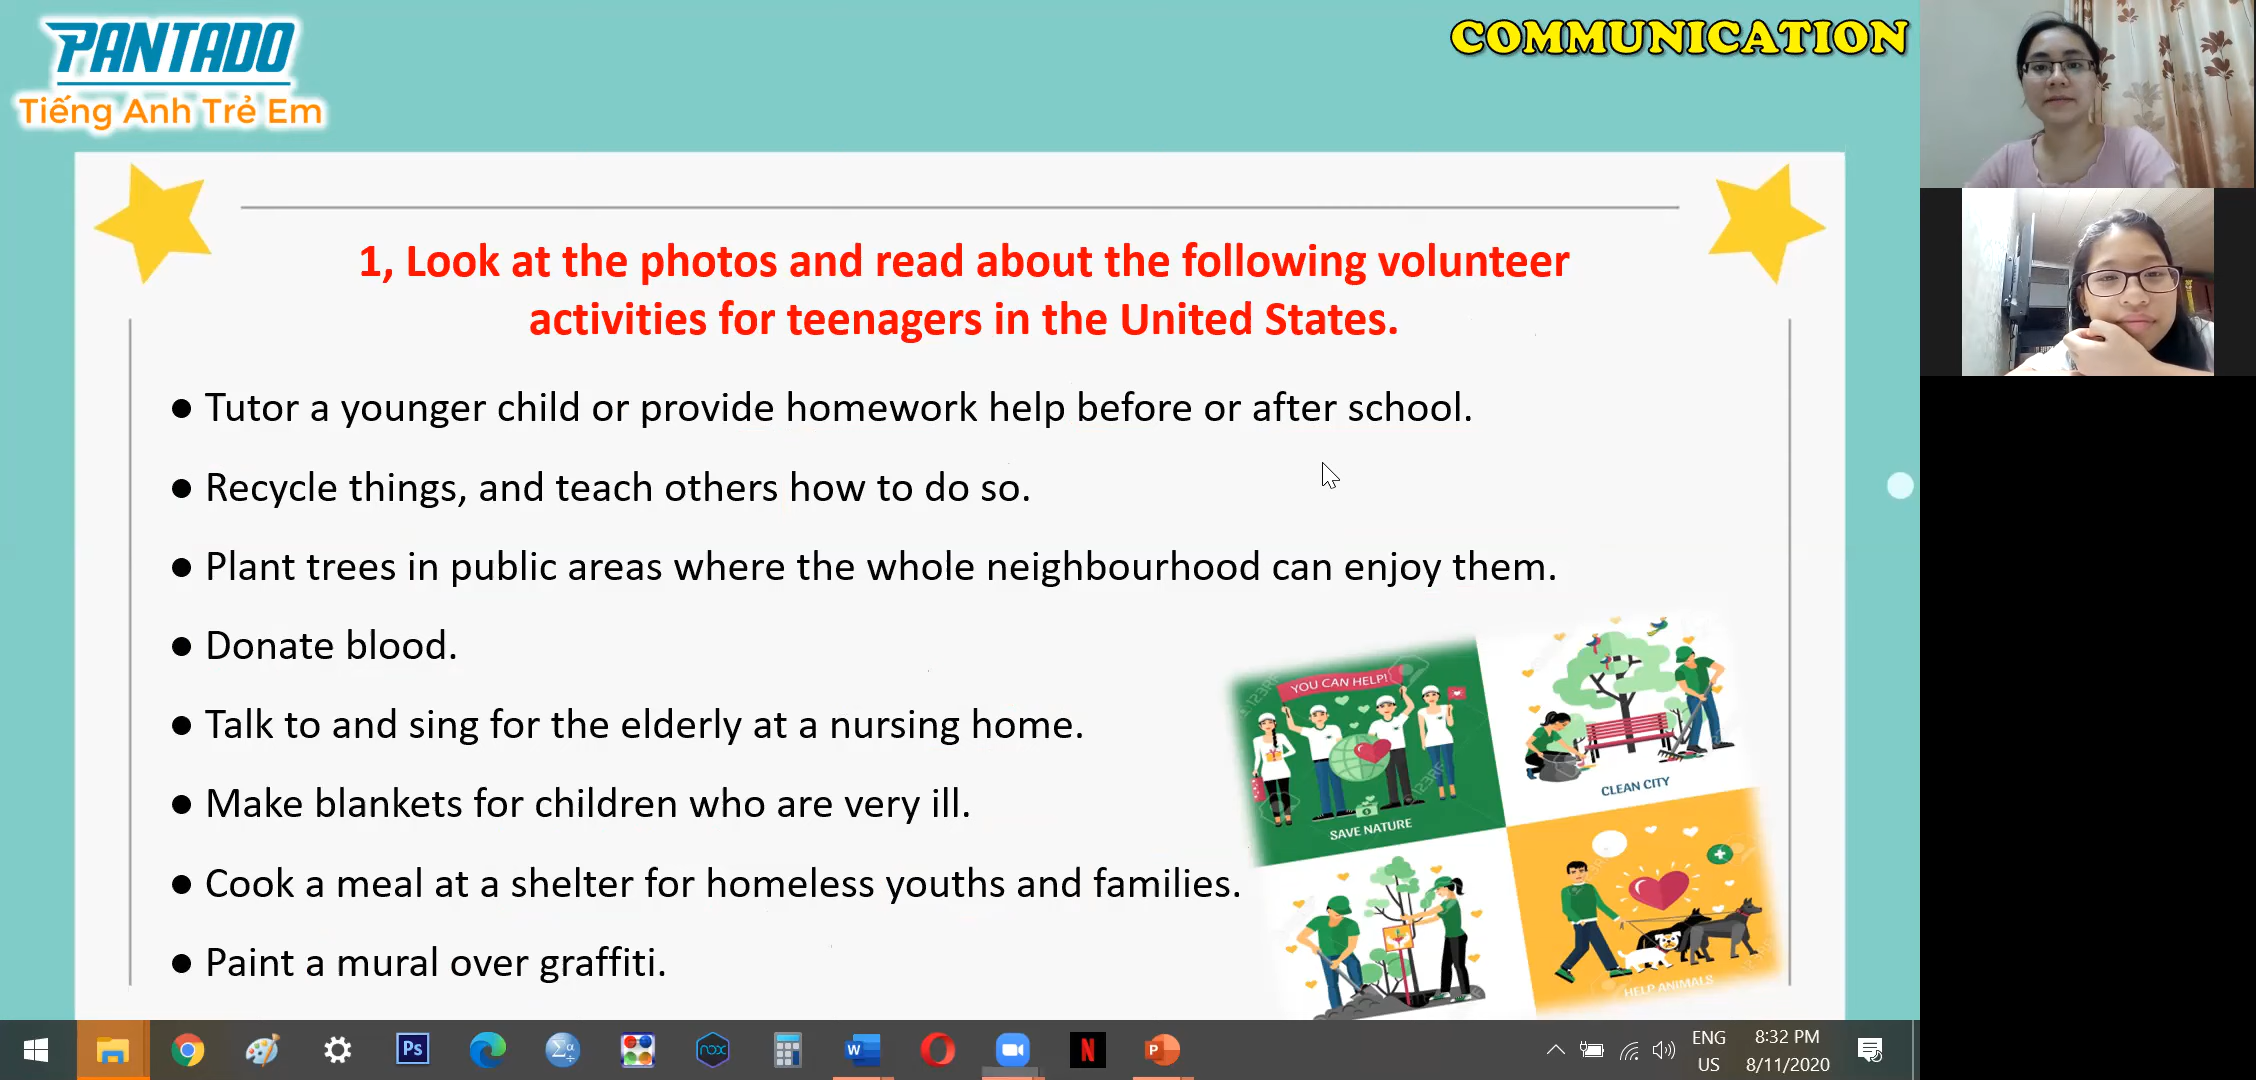 PANTADO
Tiếng Anh Trẻ Em
COMMUNICATION
1, Look at the photos and read about the following volunteer
activities for teenagers in the United States.
● Tutor a younger child or provide homework help before or after school.
● Recycle things, and teach others how to do so.
● Plant trees in public areas where the whole neighbourhood can enjoy them.
● Donate blood.
● Talk to and sing for the elderly at a nursing home.
● Make blankets for children who are very ill.
● Cook a meal at a shelter for homeless youths and families.
● Paint a mural over graffiti.
YOU CAN HELP!
SAVE NATURE
CLEAN CITY
HELP ANIMALS
123RF
123RF
Ps
Σα÷
nox
W
N
P
ENG
US
8:32 PM
8/11/2020